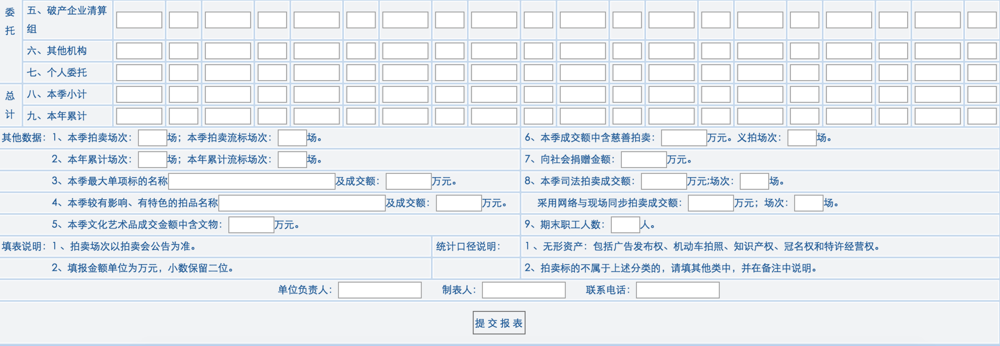 委托
五、破产企业清算组
六、其他机构
七、个人委托
总计
八、本季小计
九、本年累计
其他数据：1、本季拍卖场次：场；本季拍卖流标场次：场。
6、本季成交额中含慈善拍卖：万元。义拍场次：场。
2、本年累计场次：场；本年累计流标场次：场。
7、向社会捐赠金额：万元。
3、本季最大单项标的名称及成交额：万元。
8、本季司法拍卖成交额：万元;场次：场。
4、本季较有影响、有特色的拍品名称及成交额：万元。
采用网络与现场同步拍卖成交额：万元；场次：场。
5、本季文化艺术品成交金额中含文物：万元。
9、期末职工人数：人。
填表说明：1 、拍卖场次以拍卖会公告为准。
统计口径说明：
1 、无形资产：包括广告发布权、机动车拍照、知识产权、冠名权和特许经营权。
2、填报金额单位为万元，小数保留二位。
2、拍卖标的不属于上述分类的，请填其他类中，并在备注中说明。
单位负责人： 制表人： 联系电话：
提 交 报 表